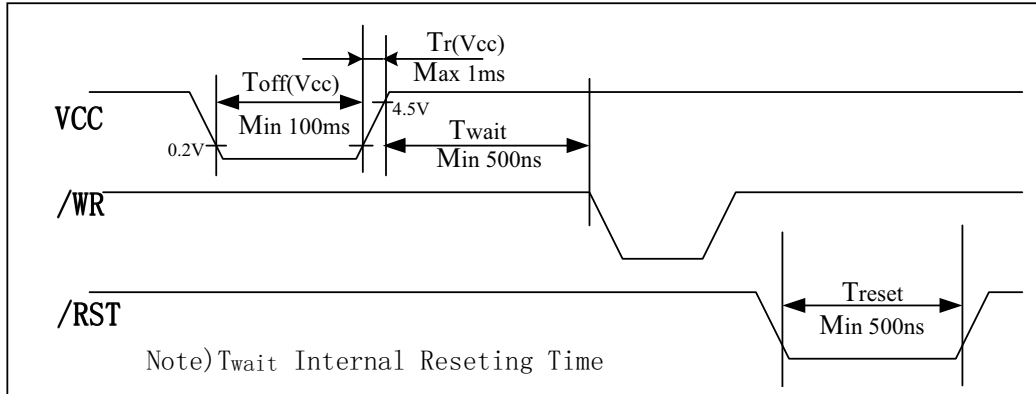 Tr(Vcc)
Max 1ms
Toff(Vcc)
Min 100ms
VCC
4.5V
0.2V
Twait
Min 500ns
/WR
Treset
Min 500ns
/RST
Note)Twait Internal Reseting Time